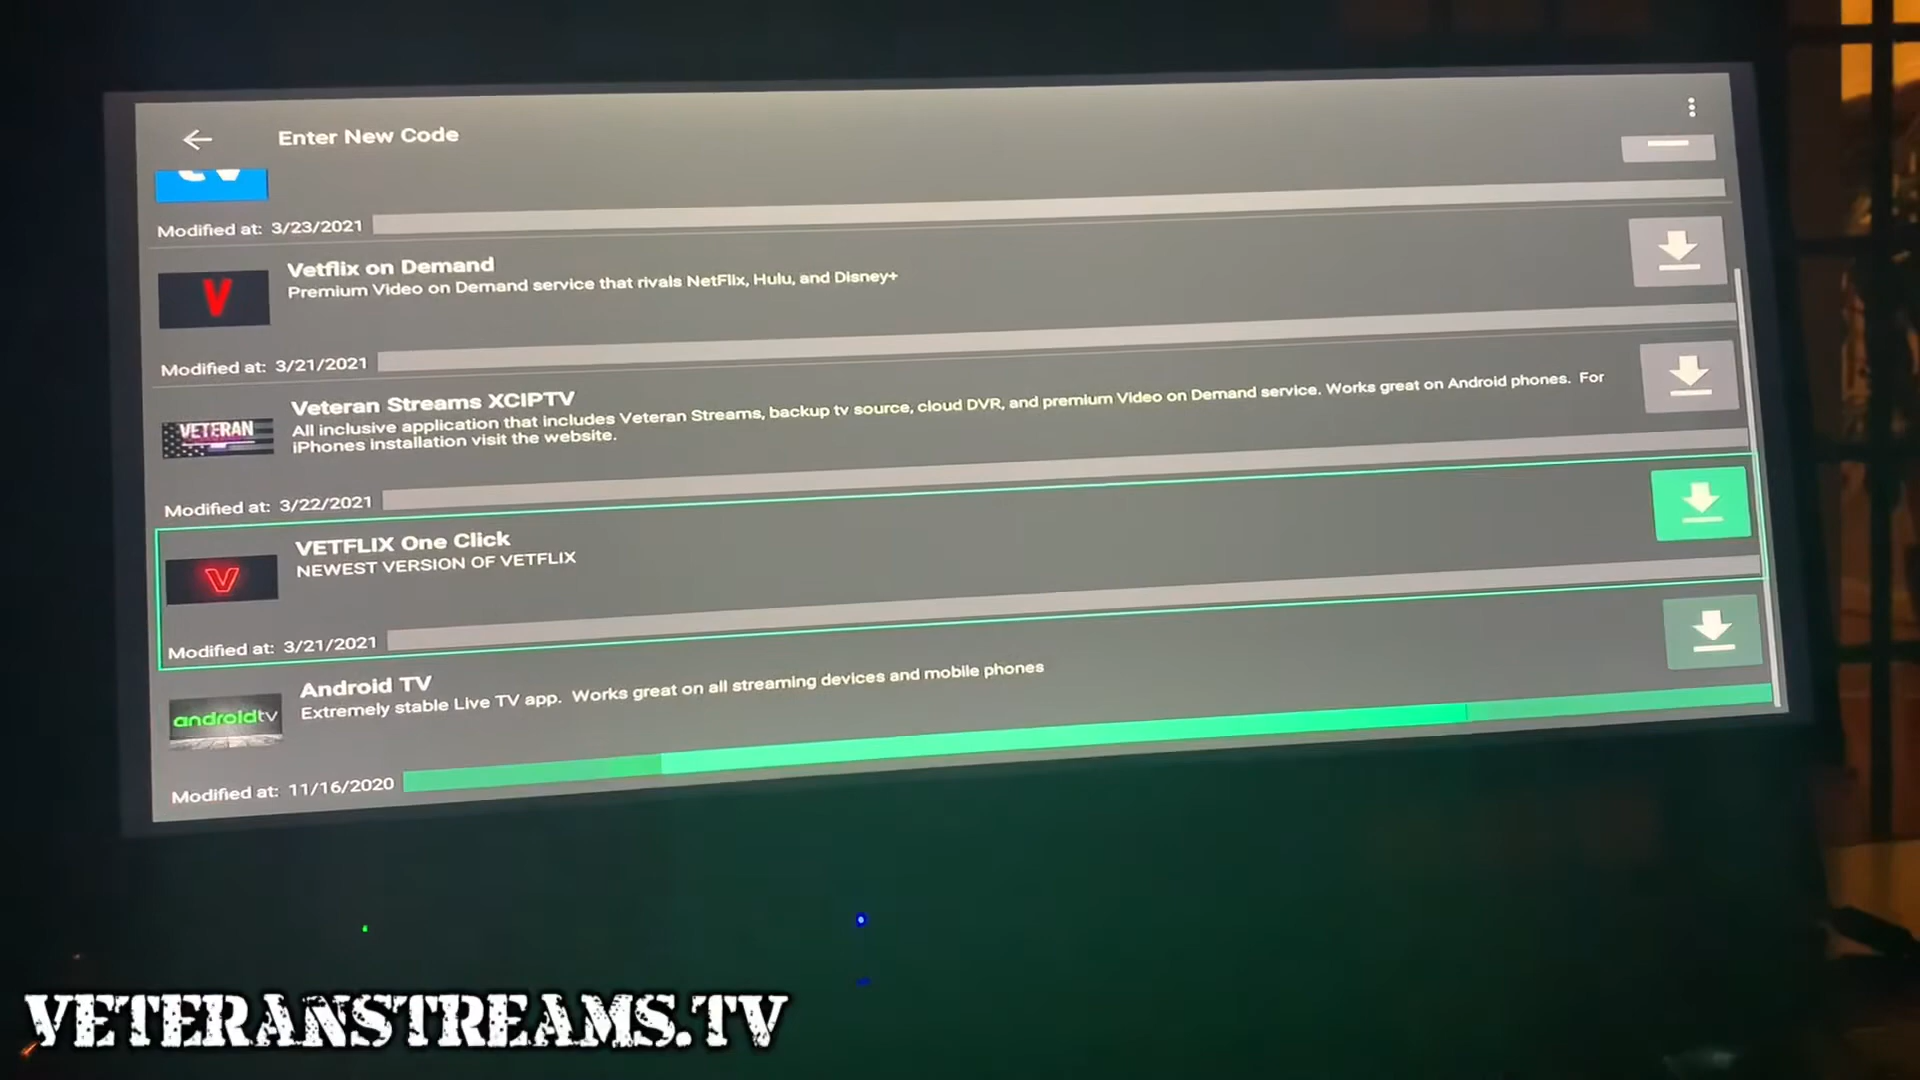 Enter New Code
tv
Modified at: 3/23/2021
Vetflix on Demand
Premium Video on Demand service that rivals NetFlix, Hulu, and Disney+
V
Modified at: 3/21/2021
Veteran Streams XCIPTV
All inclusive application that includes Veteran Streams, backup tv source, cloud DVR, and premium Video on Demand service. Works great on Android phones. For
iPhones installation visit the website.
VETERAN
Modified at: 3/22/2021
VETFLIX One Click
NEWEST VERSION OF VETFLIX
V
Modified at: 3/21/2021
Android TV
Extremely stable Live TV app. Works great on all streaming devices and mobile phones
androidtv
Modified at: 11/16/2020
VETERANSTREAMS.TV